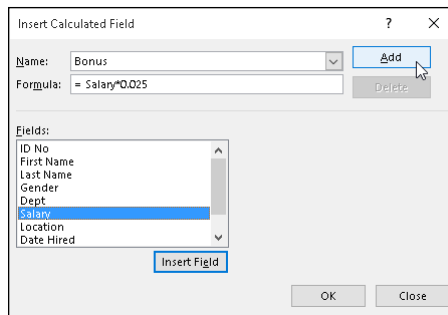 Insert Calculated Field ? X
Name: Bonus Add
Formula: = Salary*0.025 Delete
Fields:
ID No
First Name
Last Name
Gender
Dept
Salary
Location
Date Hired
Insert Field
OK Close